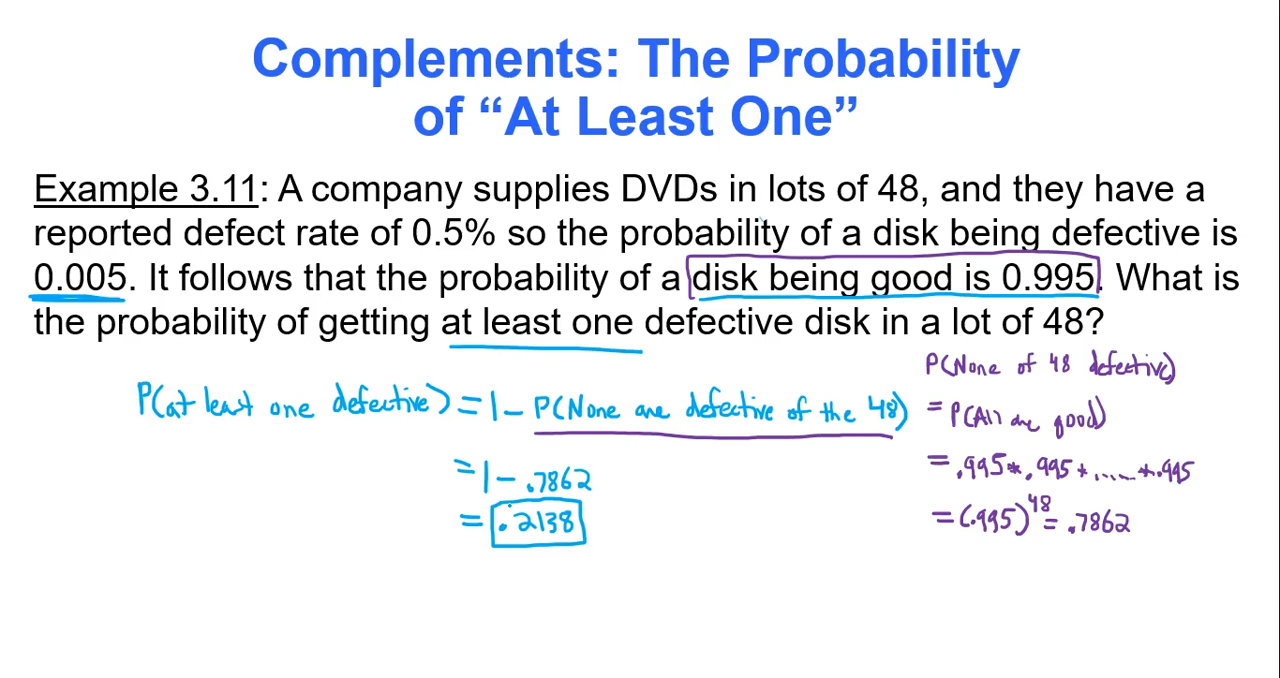 Complements: The Probability
of “At Least One”
Example 3.11: A company supplies DVDs in lots of 48, and they have a
reported defect rate of 0.5% so the probability of a disk being defective is
0.005. It follows that the probability of a disk being good is 0.995. What is
the probability of getting at least one defective disk in a lot of 48?
P(at least one defective) = 1 - P(None are defective of the 48)
= 1 - .7862
= .2138
P(None of 48 defective)
= P(All are good)
= .995 * .995 * ...... * .995
= (.995)^48 = .7862